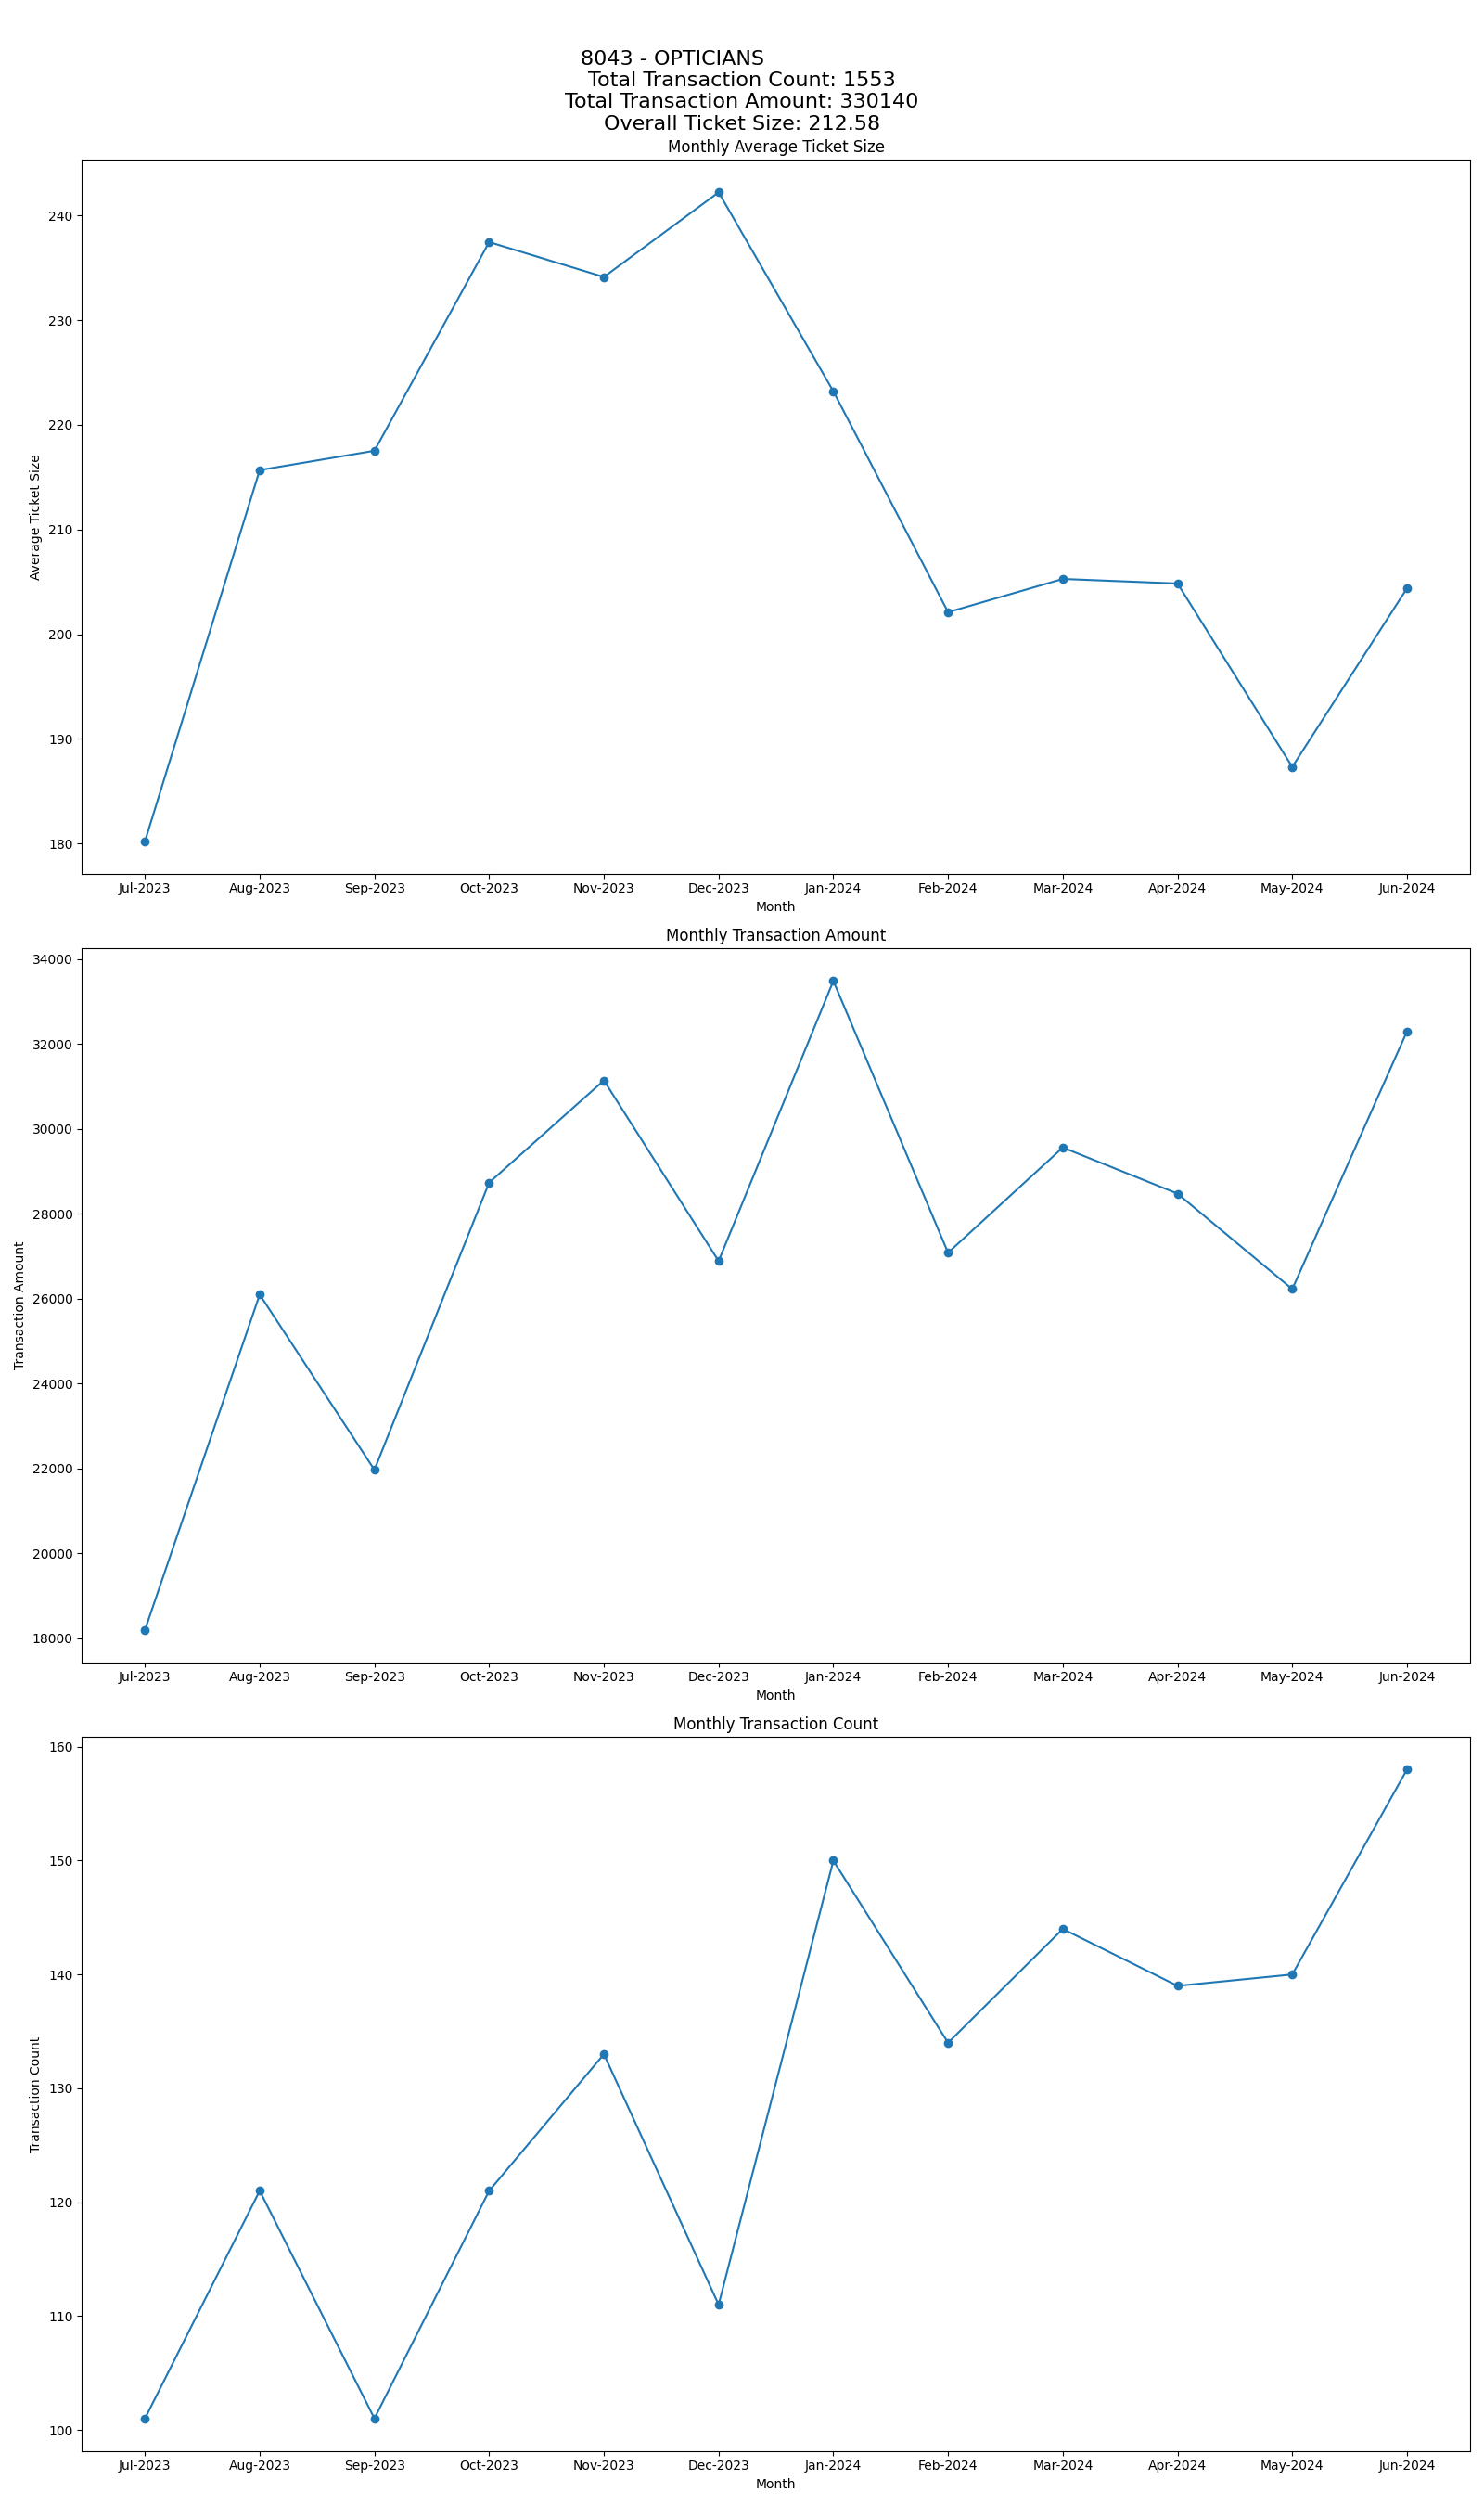 8043 - OPTICIANS
Total Transaction Count: 1553
Total Transaction Amount: 330140
Overall Ticket Size: 212.58
Monthly Average Ticket Size
240
230
220
210
200
190
180
Average Ticket Size
Jul-2023 Aug-2023 Sep-2023 Oct-2023 Nov-2023 Dec-2023 Jan-2024 Feb-2024 Mar-2024 Apr-2024 May-2024 Jun-2024
Month
Monthly Transaction Amount
34000
32000
30000
28000
26000
24000
22000
20000
18000
Transaction Amount
Jul-2023 Aug-2023 Sep-2023 Oct-2023 Nov-2023 Dec-2023 Jan-2024 Feb-2024 Mar-2024 Apr-2024 May-2024 Jun-2024
Month
Monthly Transaction Count
160
150
140
130
120
110
100
Transaction Count
Jul-2023 Aug-2023 Sep-2023 Oct-2023 Nov-2023 Dec-2023 Jan-2024 Feb-2024 Mar-2024 Apr-2024 May-2024 Jun-2024
Month